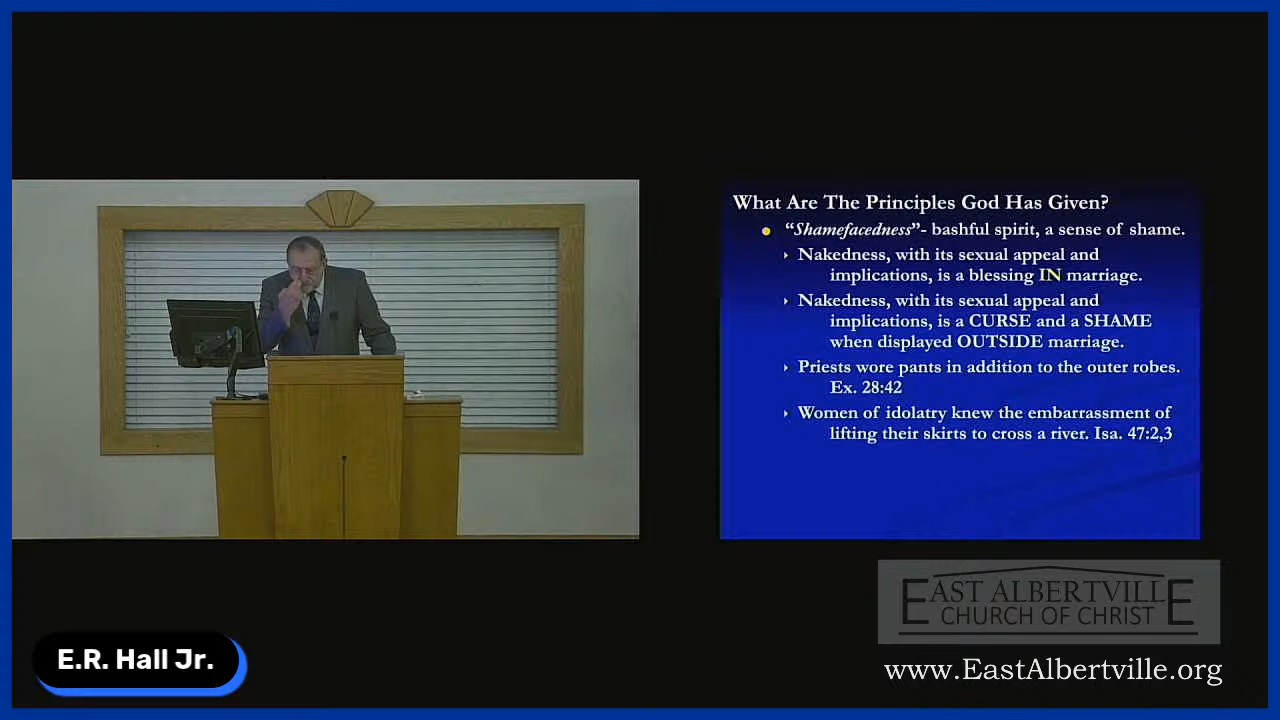 What Are The Principles God Has Given?
“Shamefacedness”- bashful spirit, a sense of shame.
Nakedness, with its sexual appeal and
implications, is a blessing IN marriage.
Nakedness, with its sexual appeal and
implications, is a CURSE and a SHAME
when displayed OUTSIDE marriage.
Priests wore pants in addition to the outer robes.
Ex. 28:42
Women of idolatry knew the embarrassment of
lifting their skirts to cross a river. Isa. 47:2,3
EAST ALBERTVILLE
CHURCH OF CHRIST
www.EastAlbertville.org
E.R. Hall Jr.